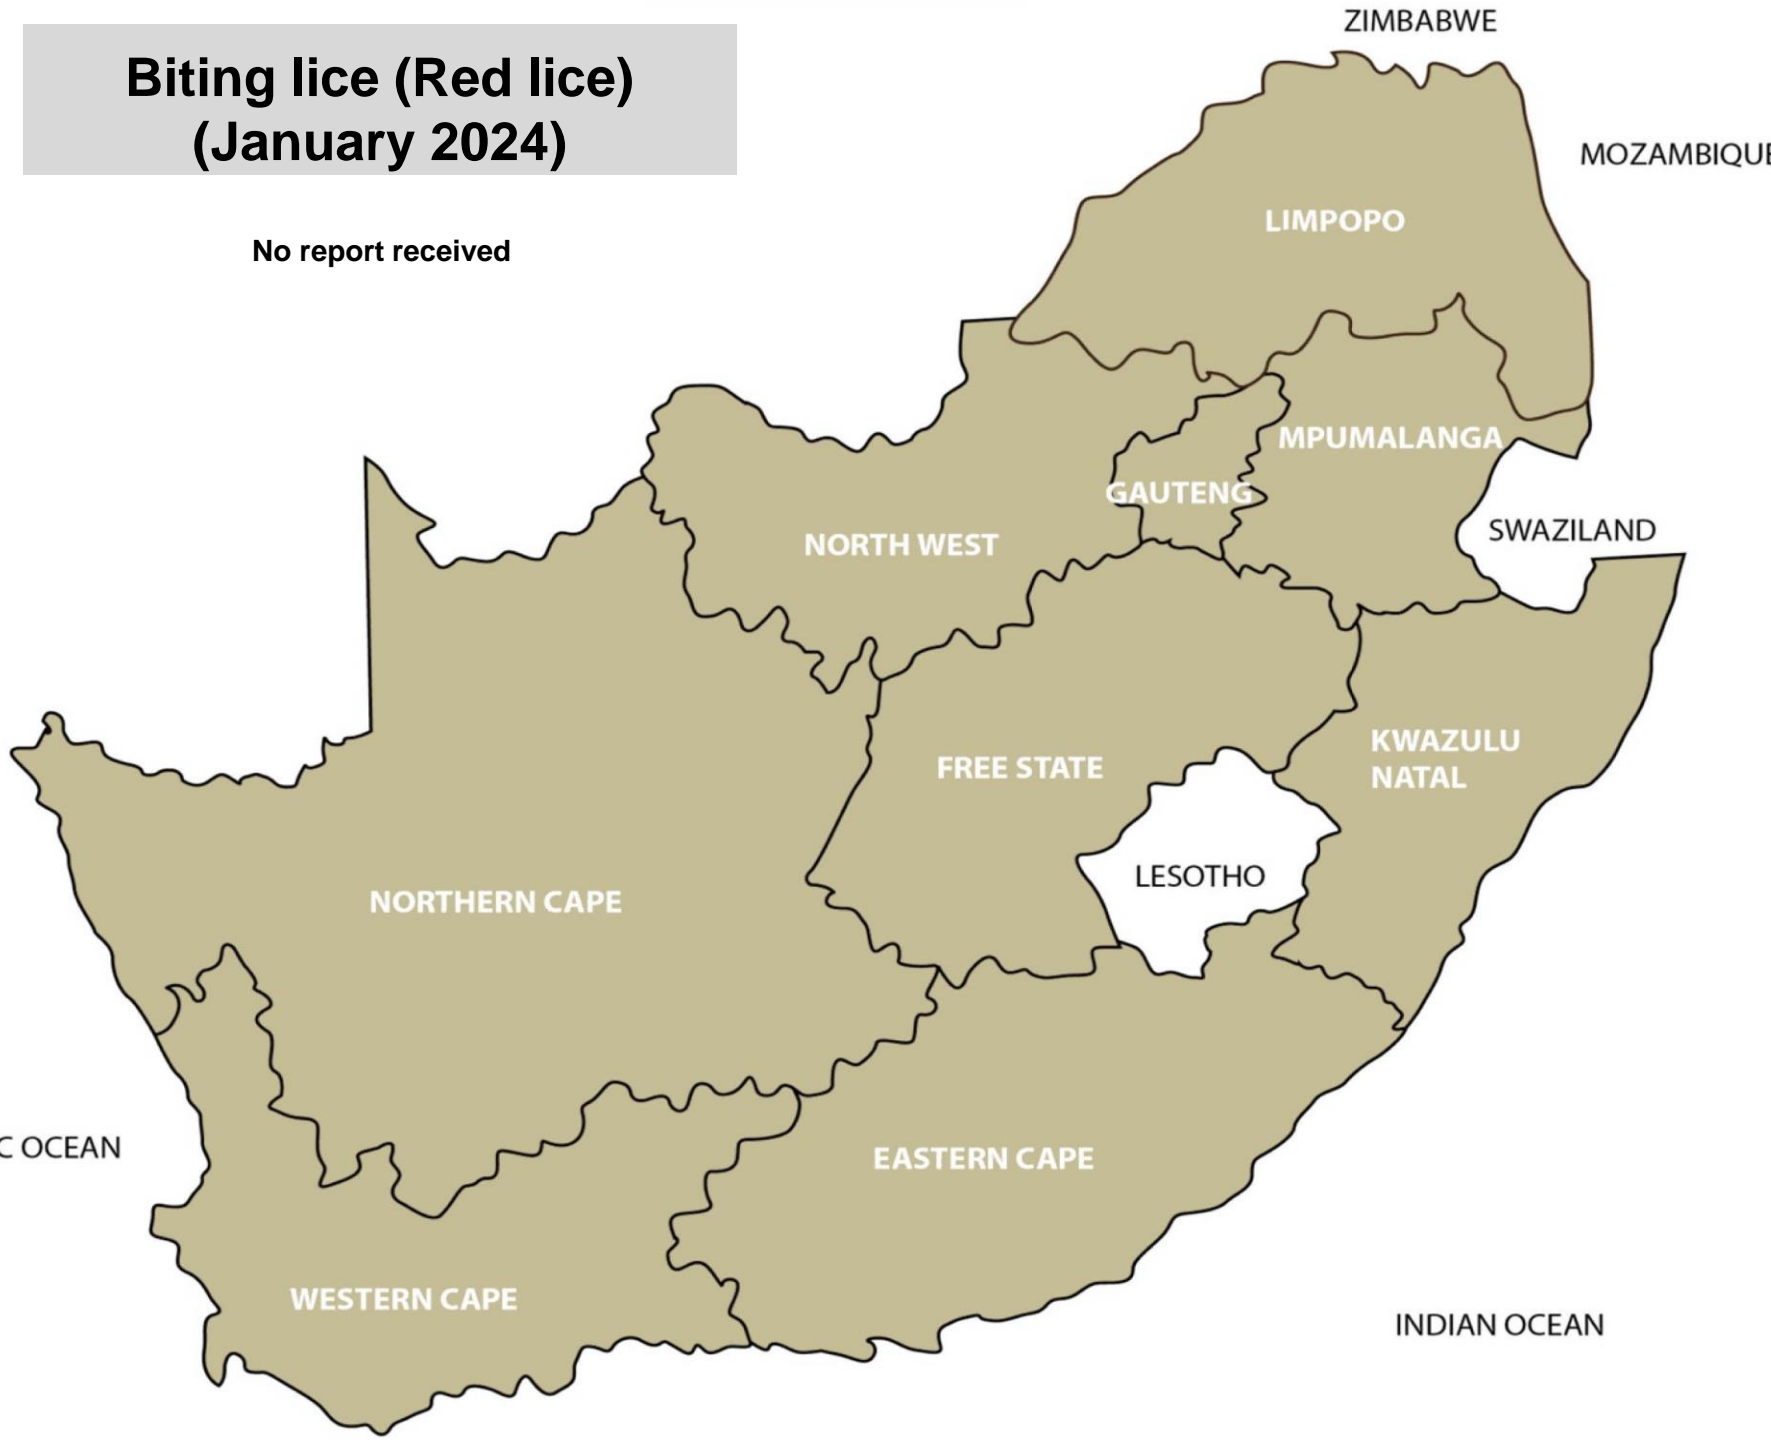 Biting lice (Red lice)
(January 2024)
No report received
ZIMBABWE
MOZAMBIQUE
LIMPOPO
MPUMALANGA
GAUTENG
SWAZILAND
NORTH WEST
KWAZULU
NATAL
FREE STATE
LESOTHO
NORTHERN CAPE
C OCEAN
EASTERN CAPE
WESTERN CAPE
INDIAN OCEAN